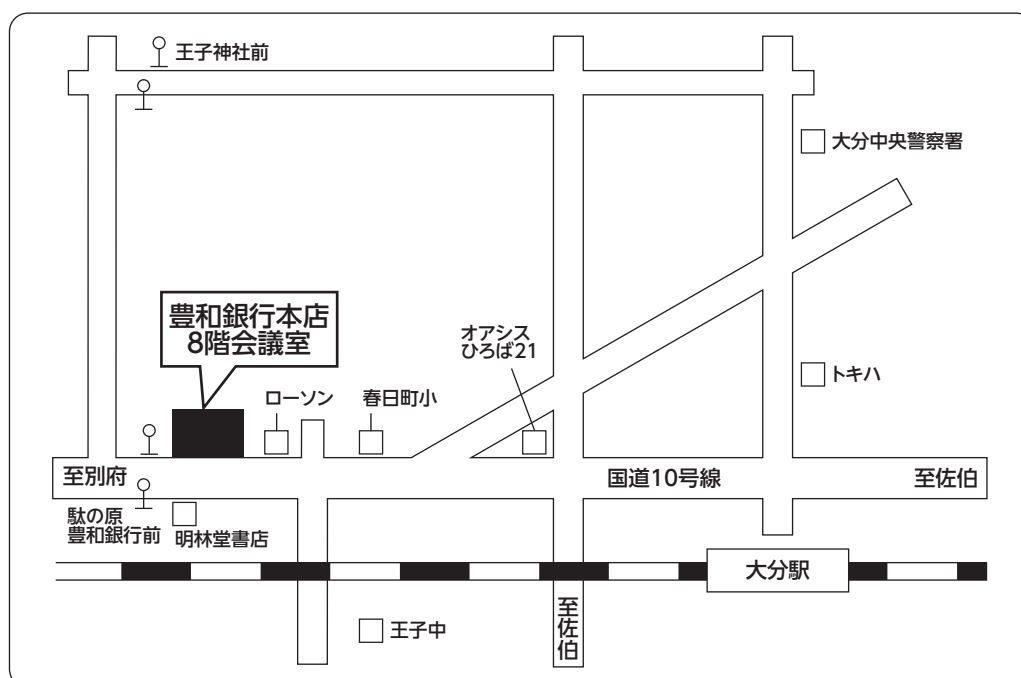 王子神社前
大分中央警察署
豊和銀行本店
8階会議室
オアシス
ひろば21
トキハ
ローソン
春日町小
至別府
国道10号線
至佐伯
駄の原
豊和銀行前
明林堂書店
大分駅
至佐伯
王子中